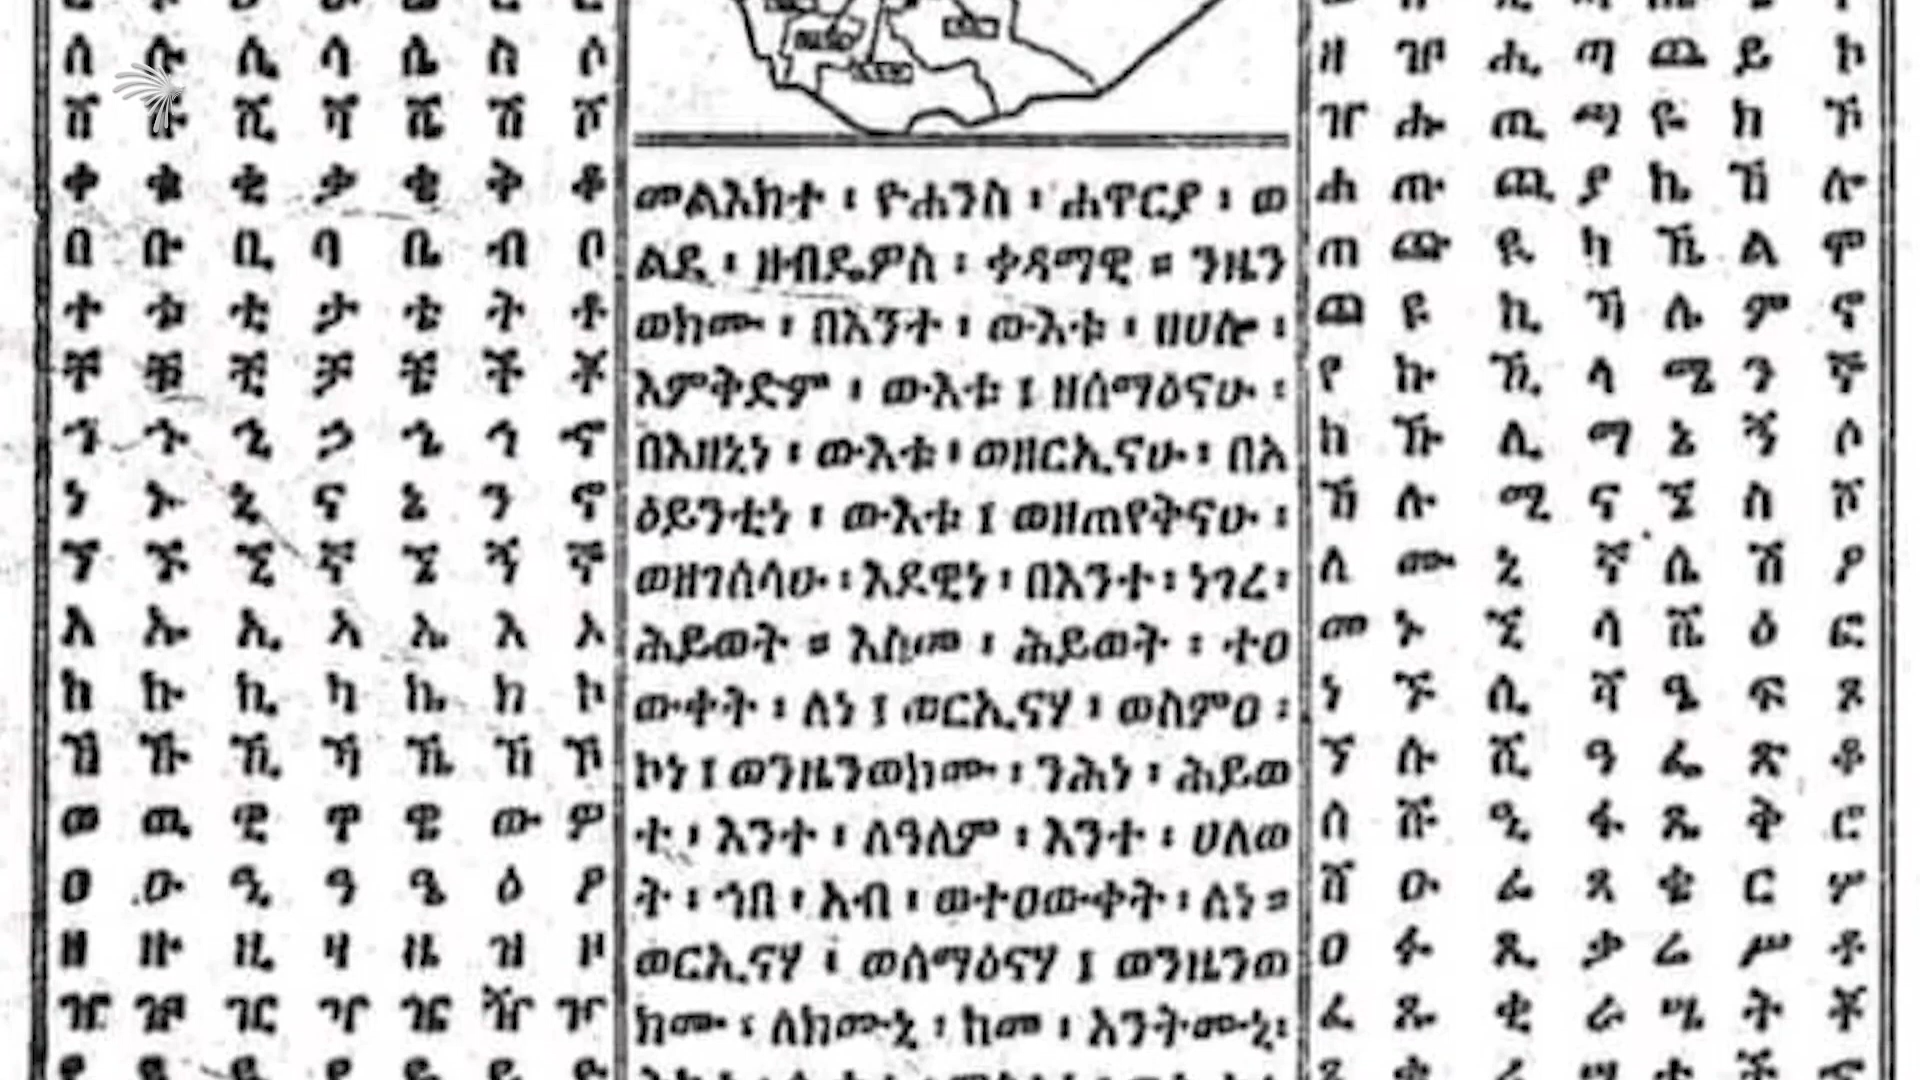 ሰ ሱ ሲ ሳ ሴ ስ ሶ
ሸ ሹ ሺ ሻ ሼ ሽ ሾ
ቀ ቁ ቂ ቃ ቄ ቅ ቆ
በ ቡ ቢ ባ ቤ ብ ቦ
ተ ቱ ቲ ታ ቴ ት ቶ
ቸ ቹ ቺ ቻ ቼ ች ቾ
ኀ ኁ ኂ ኃ ኄ ኅ ኆ
ነ ኑ ኒ ና ኔ ን ኖ
ኘ ኙ ኚ ኛ ኜ ኝ ኞ
አ ኡ ኢ ኣ ኤ እ ኦ
ከ ኩ ኪ ካ ኬ ክ ኮ
ኸ ኹ ኺ ኻ ኼ ኽ ኾ
ወ ዉ ዊ ዋ ዌ ው ዎ
ዐ ዑ ዒ ዓ ዔ ዕ ዖ
ዘ ዙ ዚ ዛ ዜ ዝ ዞ
ዠ ዡ ዢ ዣ ዤ ዥ ዦ
መልእክተ ፡ ዮሐንስ ፡ ሐዋርያ ፡ ወ
ልደ ፡ ዘብዴዎስ ፡ ቀዳማዊ ። ንዜን
ወክሙ ፡ በእንተ ፡ ውእቱ ፡ ዘሀሎ ፡
እምቅድም ፡ ውእቱ ፤ ዘሰማዕናሁ ፡
በእዘኒነ ፡ ውእቱ ፡ ወዘርኢናሁ ፡ በአ
ዕይንቲነ ፡ ውእቱ ፤ ወዘጠየቅናሁ ፡
ወዘገሰሳሁ ፡ እደዊነ ፡ በእንተ ፡ ነገረ ፡
ሕይወት ። እስመ ፡ ሕይወት ፡ ተዐ
ውቀት ፡ ለነ ፤ ወርኢናሃ ፡ ወስምዐ ፡
ኮነ ፤ ወንዜንወክሙ ፡ ንሕነ ፡ ሕይወ
ተ ፡ እንተ ፡ ለዓለም ፡ እንተ ፡ ሀለወ
ት ፡ ኀበ ፡ አብ ፡ ወተዐውቀት ፡ ለነ ።
ወርኢናሃ ፡ ወሰማዕናሃ ፤ ወንዜንወ
ክሙ ፡ ለክሙኒ ፡ ከመ ፡ አንትሙኒ ፡
ዘ ዡ ሒ ጣ ጬ ይ ኮ
ዠ ሑ ጢ ጫ ዬ ክ ኾ
ሐ ጡ ጪ ያ ኬ ኽ ሎ
ጠ ጩ ዪ ካ ኼ ል ሞ
ጨ ዩ ኪ ኻ ሌ ም ኖ
የ ኩ ኺ ላ ሜ ን ኞ
ከ ኹ ሊ ማ ኔ ኝ ሶ
ኸ ሉ ሚ ና ኜ ስ ሾ
ለ ሙ ኒ ኛ ሴ ሽ ዖ
መ ኑ ኚ ሳ ሼ ዕ ፎ
ነ ኙ ሲ ሻ ዔ ፍ ጾ
ኘ ሱ ሺ ዓ ፌ ጽ ቆ
ሰ ሹ ዒ ፋ ጼ ቅ ሮ
ሸ ዑ ፊ ጻ ቄ ር ሦ
ዐ ፉ ጺ ቃ ሬ ሥ ቶ
ፈ ጹ ቂ ራ ሤ ት ቾ